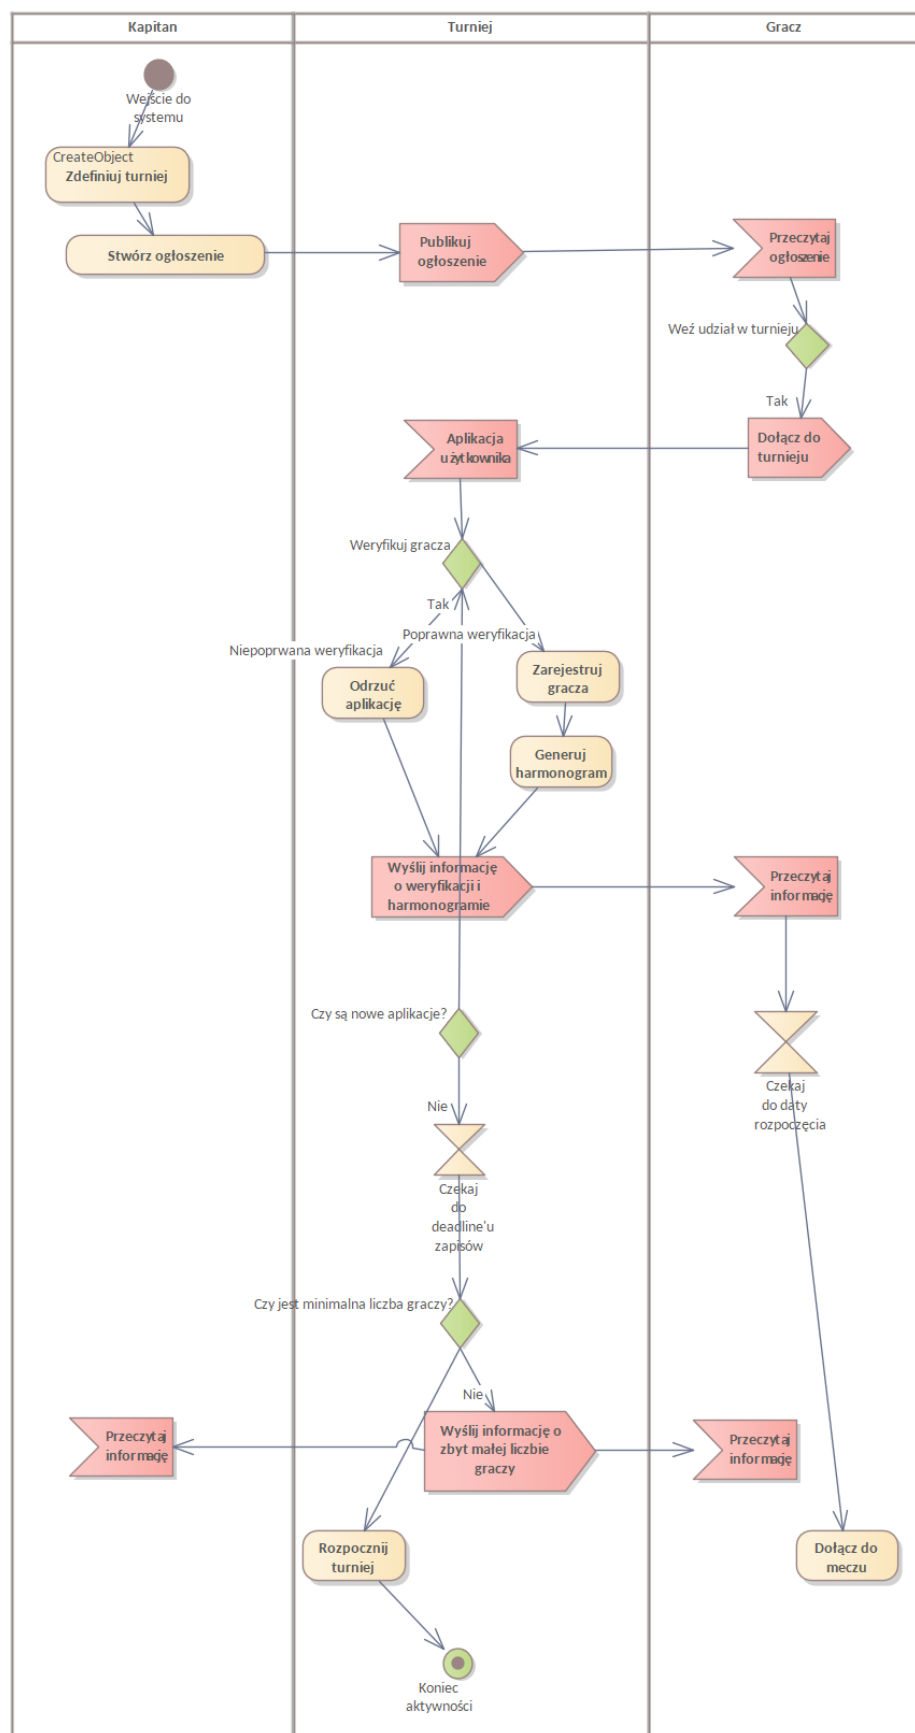 Kapitan
Turniej
Gracz
Wejście do
systemu
CreateObject
Zdefiniuj turniej
Stwórz ogłoszenie
Publikuj
ogłoszenie
Przeczytaj
ogłoszenie
Weź udział w turnieju
Tak
Dołącz do
turnieju
Aplikacja
użytkownika
Weryfikuj gracza
Tak
Poprawna weryfikacja
Niepoprwana weryfikacja
Zarejestruj
gracza
Odrzuć
aplikację
Generuj
harmonogram
Wyślij informację
o weryfikacji i
harmonogramie
Przeczytaj
informację
Czy są nowe aplikacje?
Nie
Czekaj
do daty
rozpoczęcia
Czekaj
do
deadline'u
zapisów
Czy jest minimalna liczba graczy?
Nie
Przeczytaj
informację
Wyślij informację o
zbyt małej liczbie
graczy
Przeczytaj
informację
Rozpocznij
turniej
Dołącz do
meczu
Koniec
aktywności